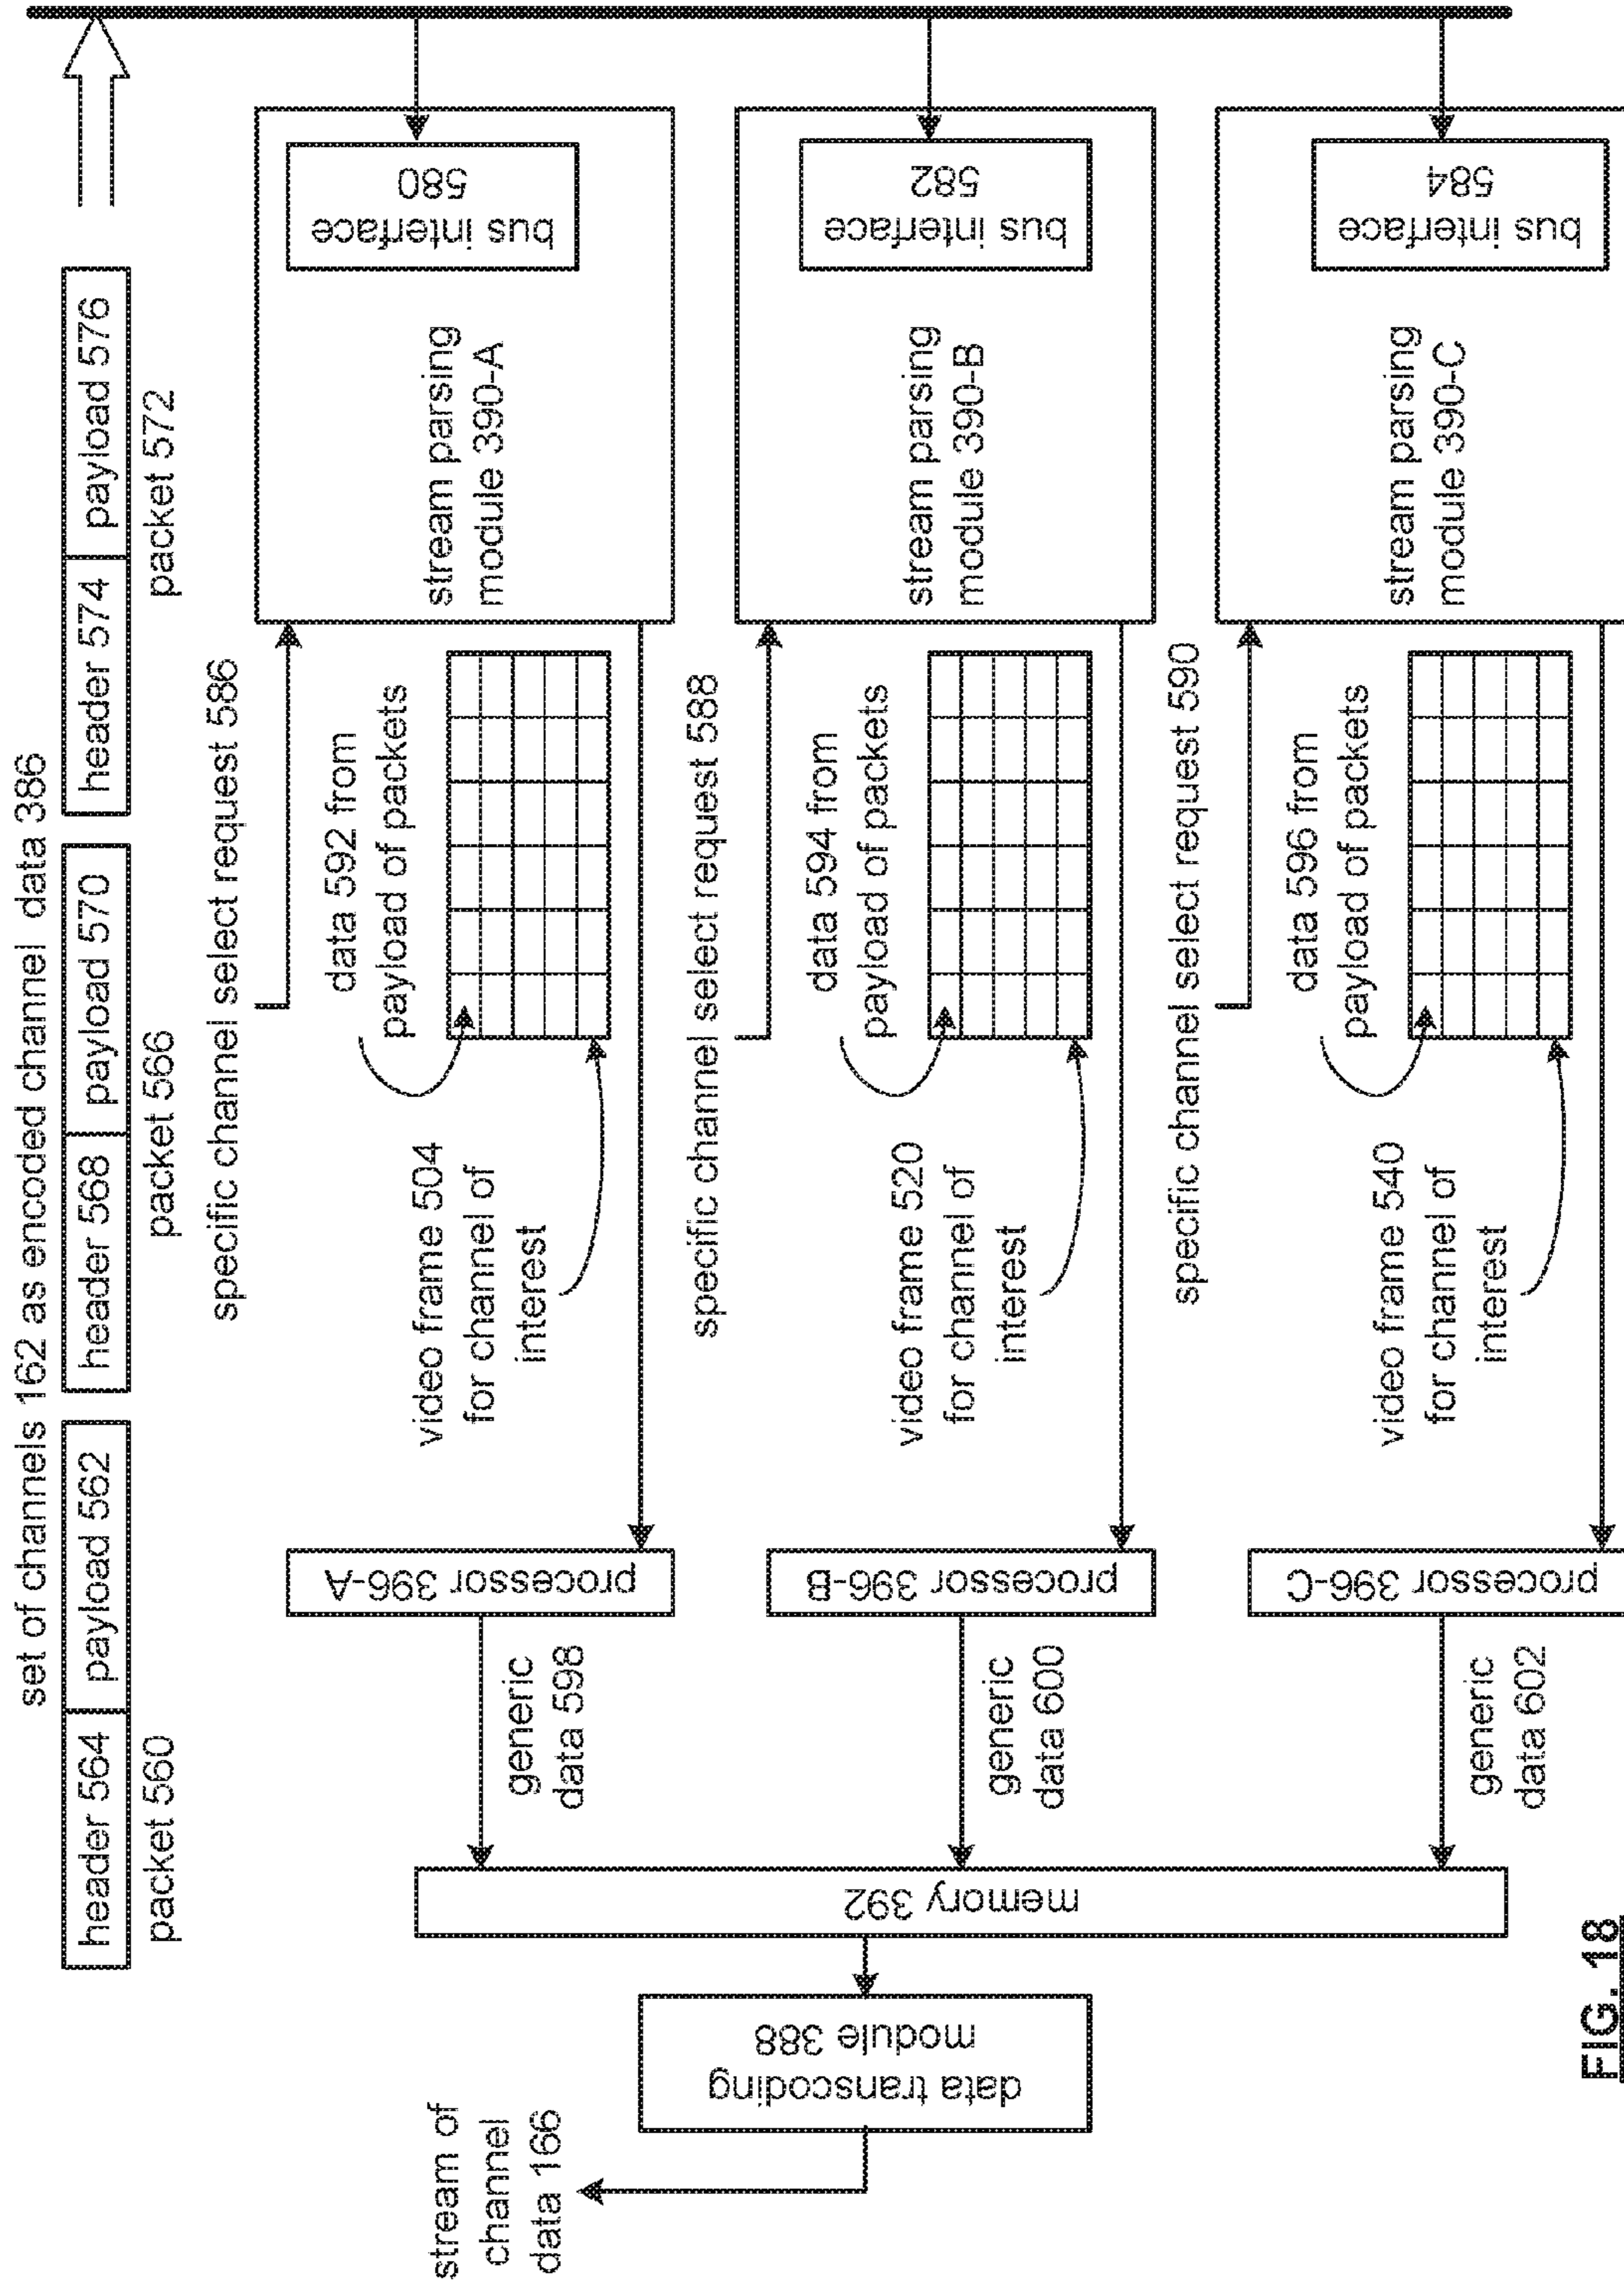 set of channels 162 as encoded channel data 386
header 564
payload 562
packet 560
header 568
payload 570
packet 566
header 574
payload 576
packet 572
specific channel select request 586
bus interface
580
stream parsing
module 390-A
data 592 from
payload of packets
video frame 504
for channel of
interest
processor 396-A
generic
data 598
specific channel select request 588
bus interface
582
stream parsing
module 390-B
data 594 from
payload of packets
video frame 520
for channel of
interest
processor 396-B
generic
data 600
specific channel select request 590
bus interface
584
stream parsing
module 390-C
data 596 from
payload of packets
video frame 540
for channel of
interest
processor 396-C
generic
data 602
memory 392
data transcoding
module 388
stream of
channel
data 166
FIG. 18